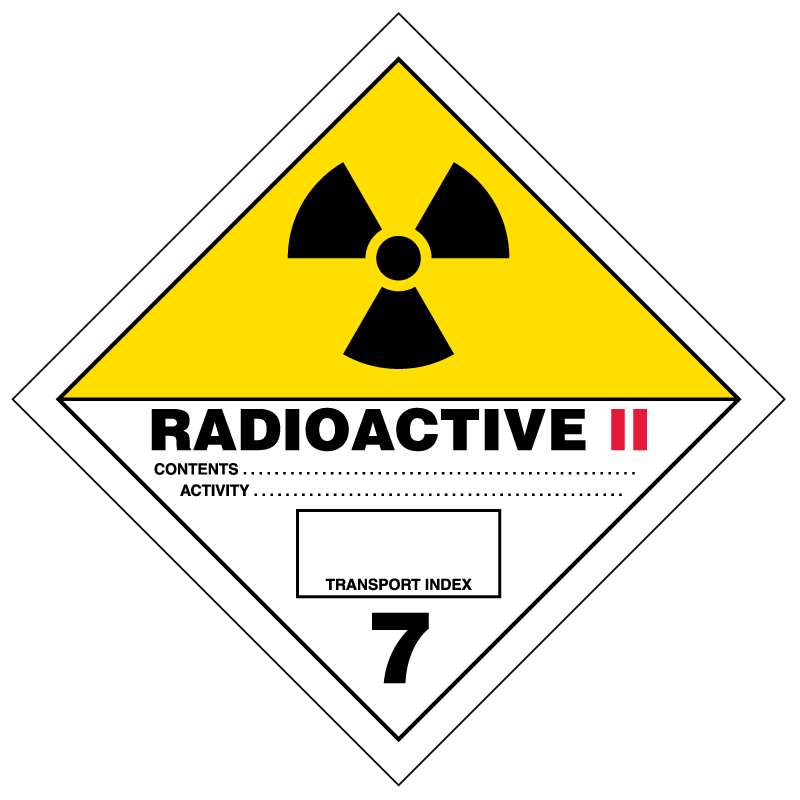 RADIOACTIVE II
CONTENTS ..................................................
ACTIVITY ...............................................
TRANSPORT INDEX
7